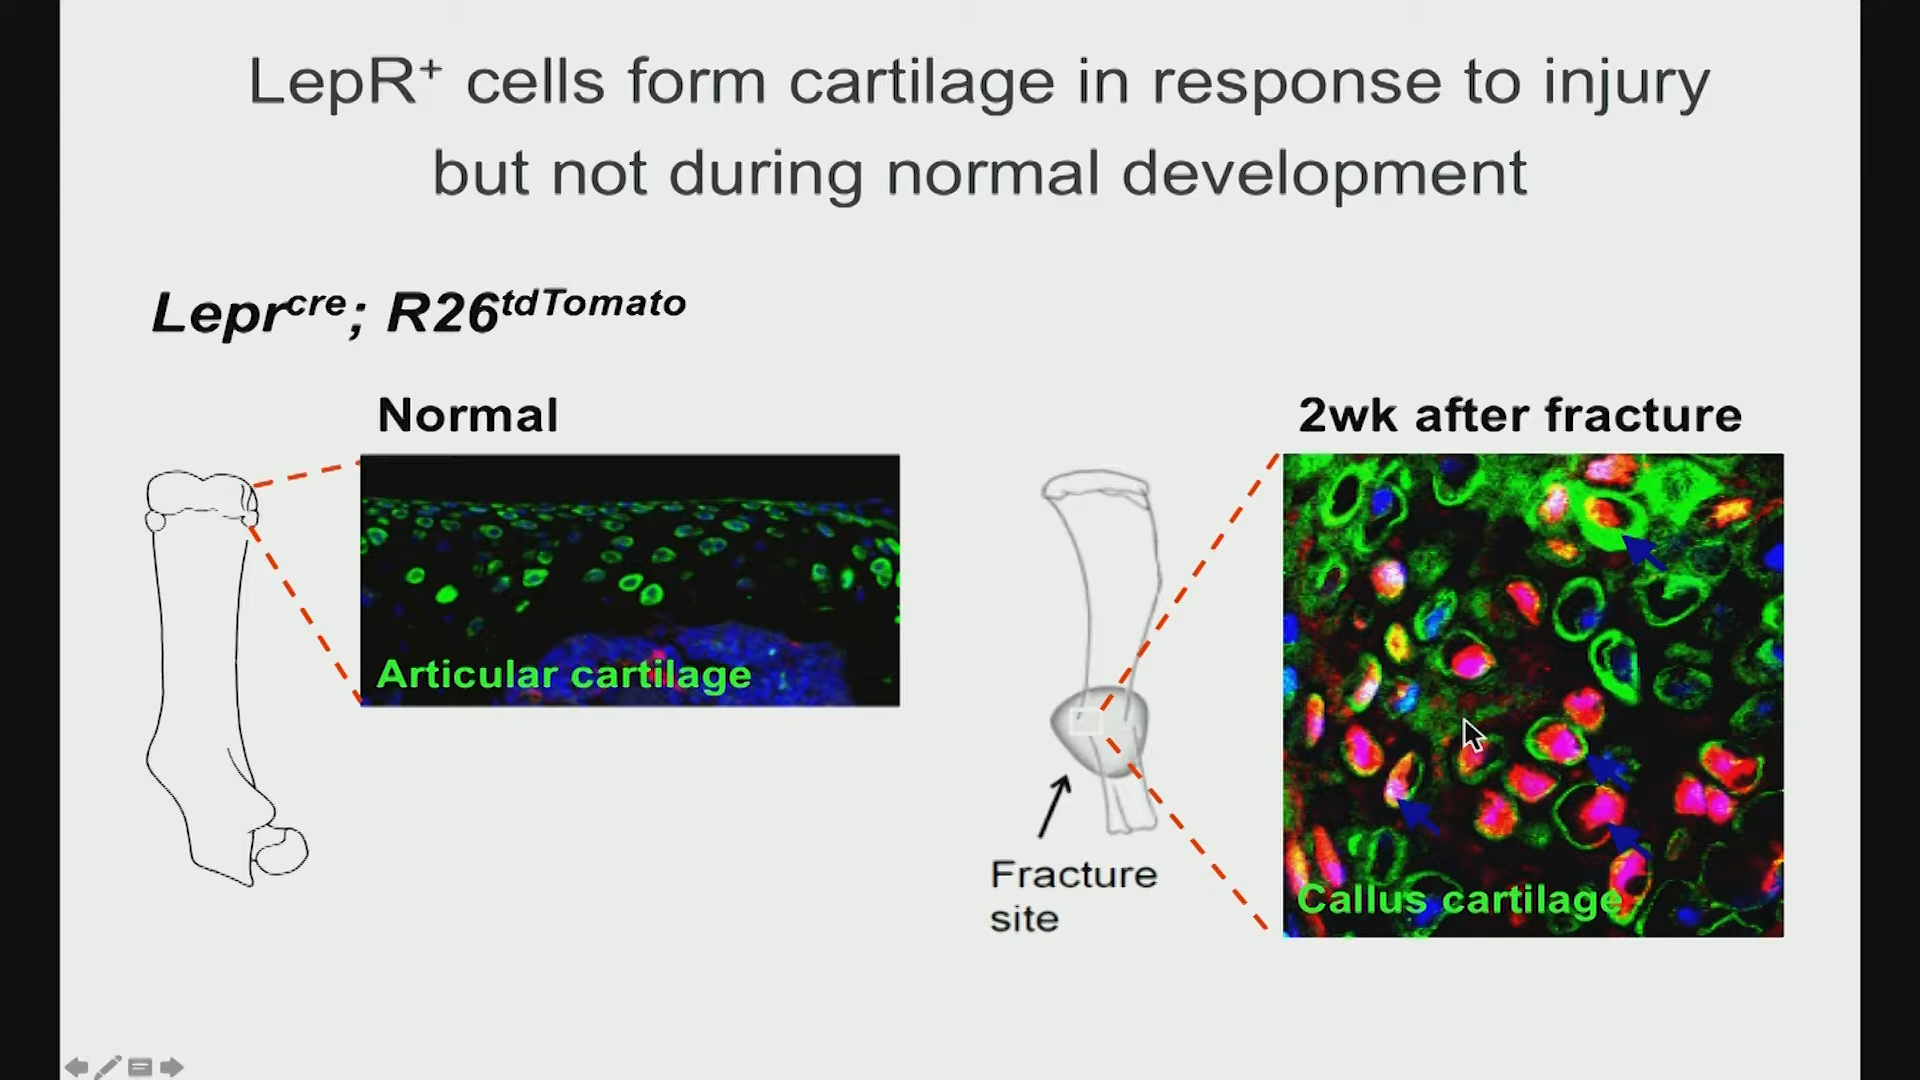 LepR⁺ cells form cartilage in response to injury
but not during normal development
Lepr^cre; R26^tdTomato
Normal
2wk after fracture
Articular cartilage
Fracture
site
Callus cartilage